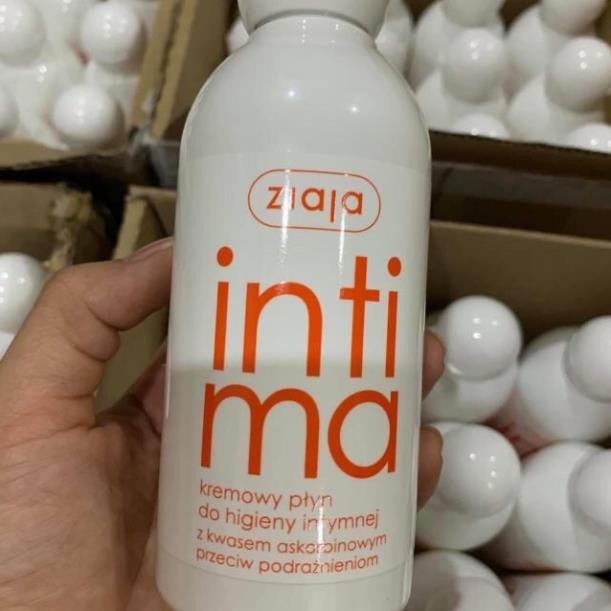 ziaja
inti
ma
kremowy płyn
do higieny intymnej
z kwasem askorbinowym
przeciw podrażnieniom